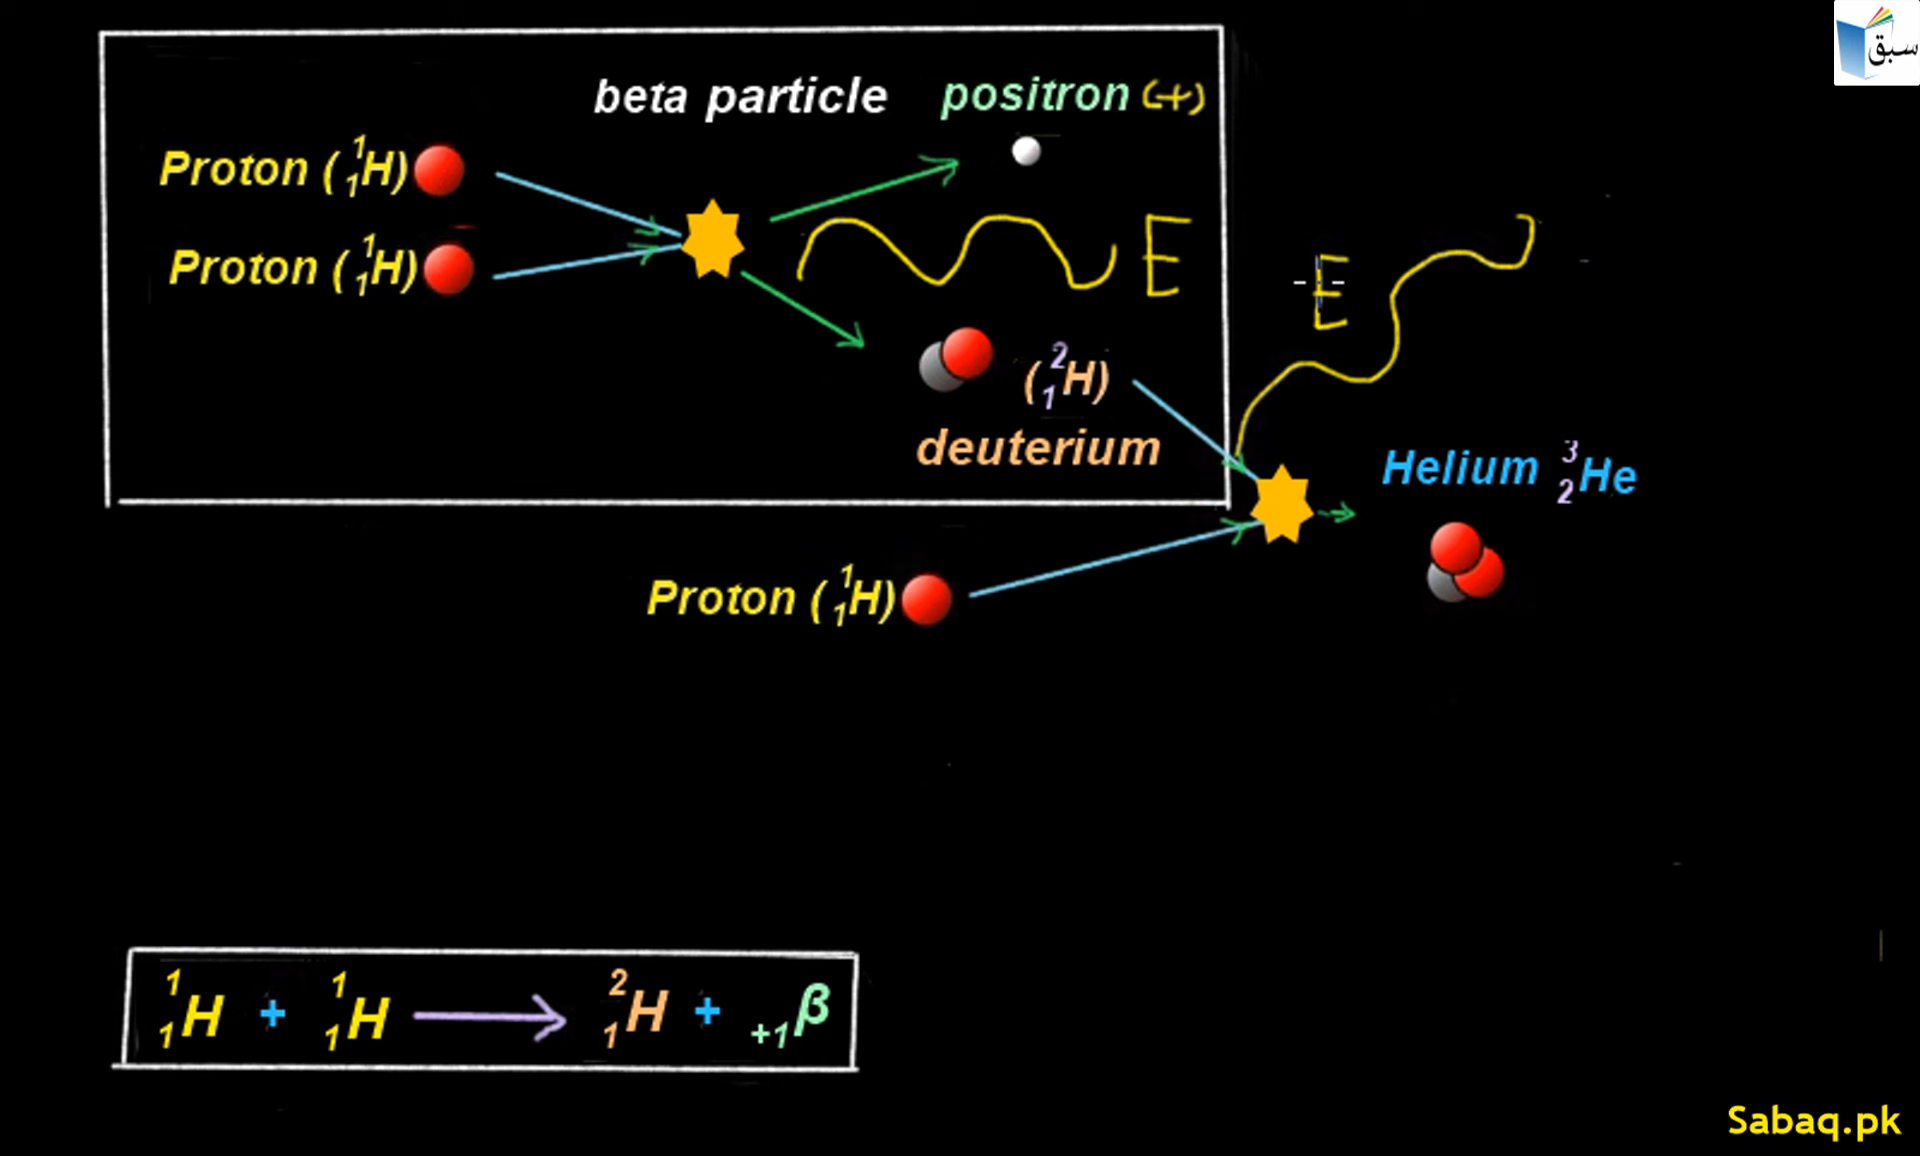 سبق
beta particle positron (+)
Proton (¹₁H)
Proton (¹₁H)
E
E
(²₁H)
deuterium
Helium ³₂He
Proton (¹₁H)
¹₁H + ¹₁H ⟶ ²₁H + ₊₁β
Sabaq.pk